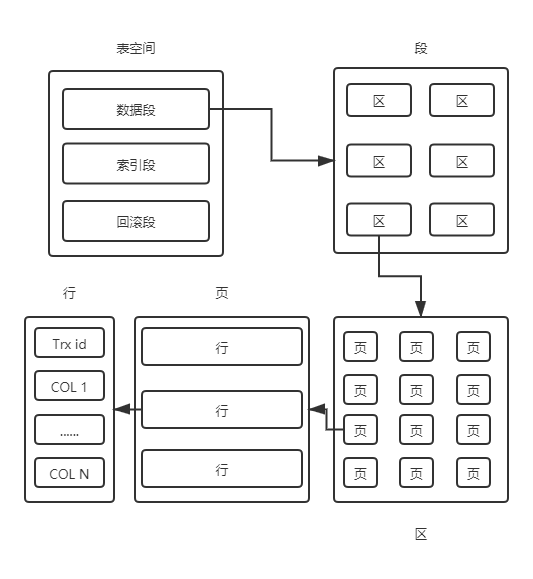 表空间
数据段
索引段
回滚段
段
区 区
区 区
区 区
行
Trx id
COL 1
......
COL N
页
行
行
行
页 页 页
页 页 页
页 页 页
页 页 页
区